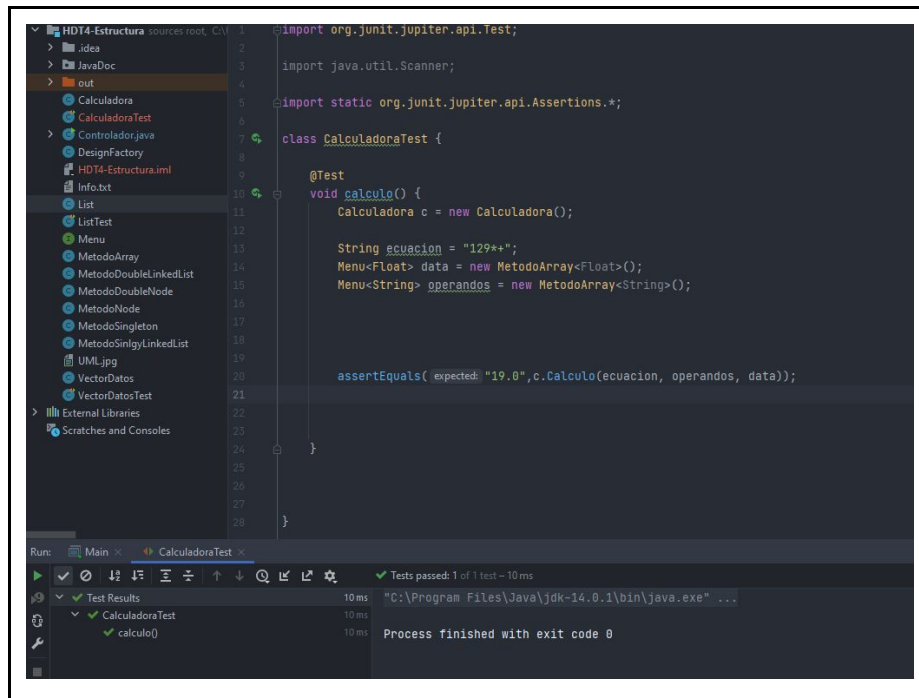 HDT4-Estructura sources root, C:\
.idea
JavaDoc
out
Calculadora
CalculadoraTest
Controlador.java
DesignFactory
HDT4-Estructura.iml
Info.txt
List
ListTest
Menu
MetodoArray
MetodoDoubleLinkedList
MetodoDoubleNode
MetodoNode
MetodoSingleton
MetodoSinlgyLinkedList
UML.jpg
VectorDatos
VectorDatosTest
External Libraries
Scratches and Consoles
1 import org.junit.jupiter.api.Test;
2
3 import java.util.Scanner;
4
5 import static org.junit.jupiter.api.Assertions.*;
6
7 class CalculadoraTest {
8
9 @Test
10 void calculo() {
11 Calculadora c = new Calculadora();
12
13 String ecuacion = "129*+";
14 Menu<Float> data = new MetodoArray<Float>();
15 Menu<String> operandos = new MetodoArray<String>();
16
17
18
19
20 assertEquals( expected: "19.0",c.Calculo(ecuacion, operandos, data));
21
22
23
24 }
25
26
27
28 }
Run: Main × CalculadoraTest ×
Tests passed: 1 of 1 test – 10 ms
Test Results 10 ms
CalculadoraTest 10 ms
calculo() 10 ms
"C:\Program Files\Java\jdk-14.0.1\bin\java.exe" ...
Process finished with exit code 0